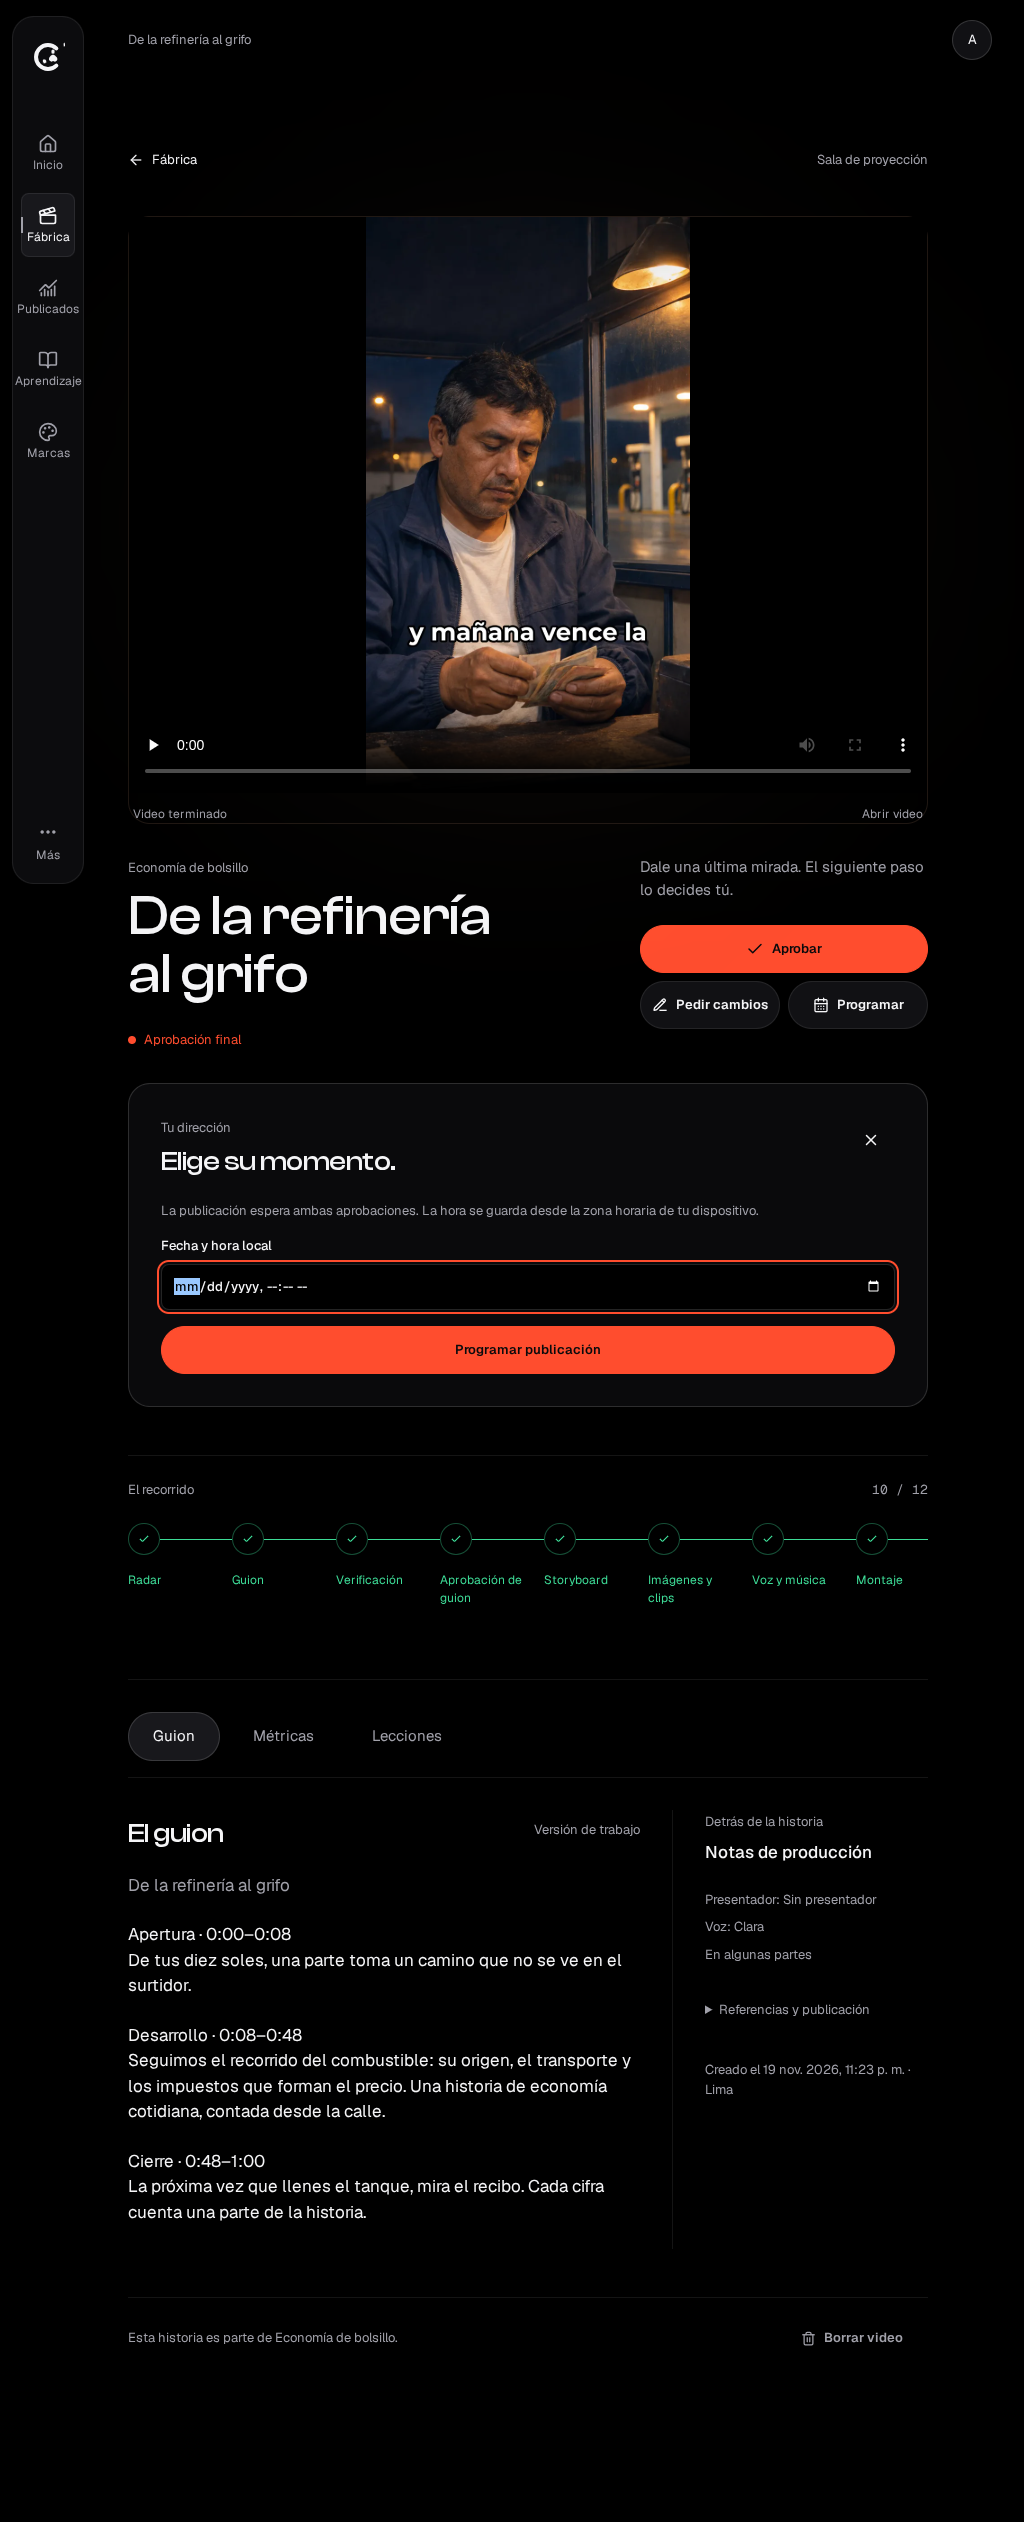 De la refinería al grifo
A
Inicio
Fábrica
Publicados
Aprendizaje
Marcas
Más
Fábrica
Sala de proyección
y mañana vence la
0:00
Video terminado
Abrir video
Economía de bolsillo
De la refinería
al grifo
Aprobación final
Dale una última mirada. El siguiente paso
lo decides tú.
Aprobar
Pedir cambios
Programar
Tu dirección
Elige su momento.
La publicación espera ambas aprobaciones. La hora se guarda desde la zona horaria de tu dispositivo.
Fecha y hora local
mm/dd/yyyy, --:-- --
Programar publicación
El recorrido
10 / 12
Radar
Guion
Verificación
Aprobación de
guion
Storyboard
Imágenes y
clips
Voz y música
Montaje
Guion
Métricas
Lecciones
El guion
Versión de trabajo
De la refinería al grifo
Apertura · 0:00–0:08
De tus diez soles, una parte toma un camino que no se ve en el
surtidor.
Desarrollo · 0:08–0:48
Seguimos el recorrido del combustible: su origen, el transporte y
los impuestos que forman el precio. Una historia de economía
cotidiana, contada desde la calle.
Cierre · 0:48–1:00
La próxima vez que llenes el tanque, mira el recibo. Cada cifra
cuenta una parte de la historia.
Detrás de la historia
Notas de producción
Presentador: Sin presentador
Voz: Clara
En algunas partes
Referencias y publicación
Creado el 19 nov. 2026, 11:23 p. m. ·
Lima
Esta historia es parte de Economía de bolsillo.
Borrar video